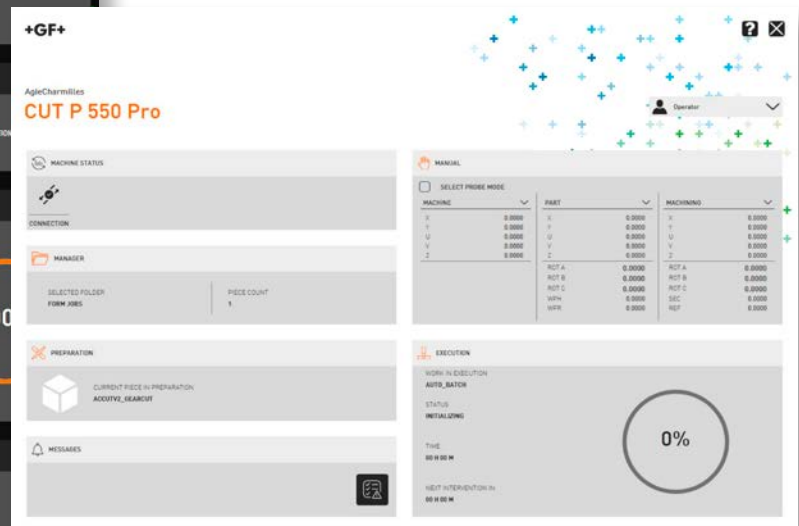 +GF+
AgieCharmilles
CUT P 550 Pro
Operator
MACHINE STATUS
CONNECTION
MANAGER
SELECTED FOLDER
FORM JOBS
PIECE COUNT
1
PREPARATION
CURRENT PIECE IN PREPARATION
ACCUTV2_GEARCUT
MESSAGES
MANUAL
SELECT PROBE MODE
MACHINE
X 0.0000
Y 0.0000
U 0.0000
V 0.0000
Z 0.0000
PART
X 0.0000
Y 0.0000
U 0.0000
V 0.0000
Z 0.0000
ROT A 0.0000
ROT B 0.0000
ROT C 0.0000
WPH 0.0000
WPR 0.0000
MACHINING
X 0.0000
Y 0.0000
U 0.0000
V 0.0000
Z 0.0000
ROT A 0.0000
ROT B 0.0000
ROT C 0.0000
SEC 0.0000
REF 0.0000
EXECUTION
WORK IN EXECUTION
AUTO_BATCH
STATUS
INITIALIZING
TIME
00 H 00 M
NEXT INTERVENTION IN
00 H 00 M
0%